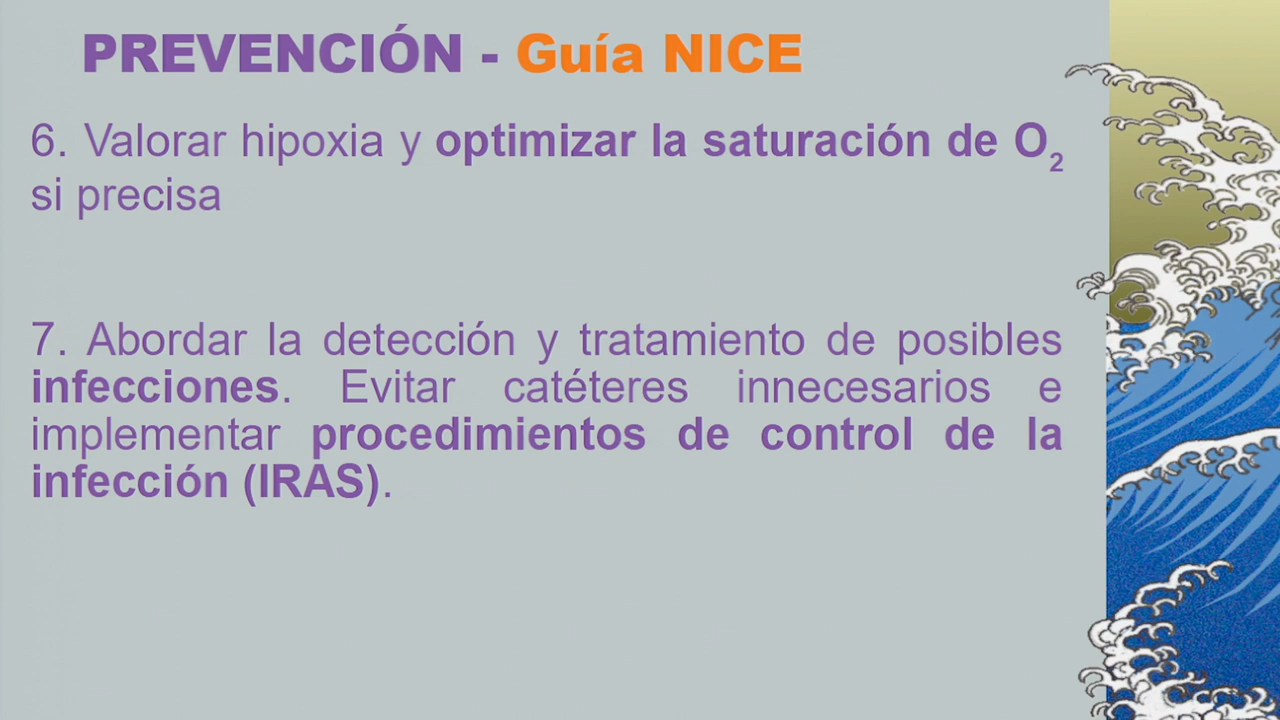 PREVENCIÓN - Guía NICE
6. Valorar hipoxia y optimizar la saturación de O2
si precisa
7. Abordar la detección y tratamiento de posibles
infecciones. Evitar catéteres innecesarios e
implementar procedimientos de control de la
infección (IRAS).